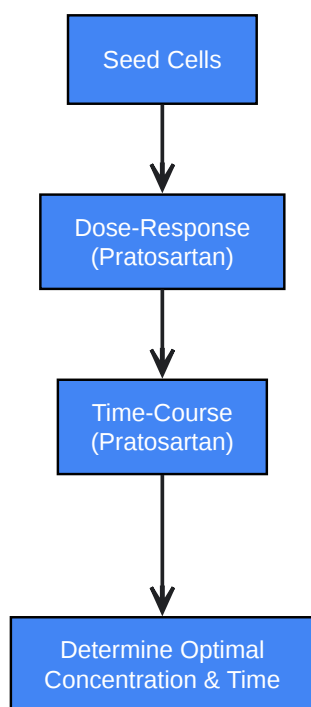 Seed Cells
Dose-Response
(Pratosartan)
Time-Course
(Pratosartan)
Determine Optimal
Concentration & Time